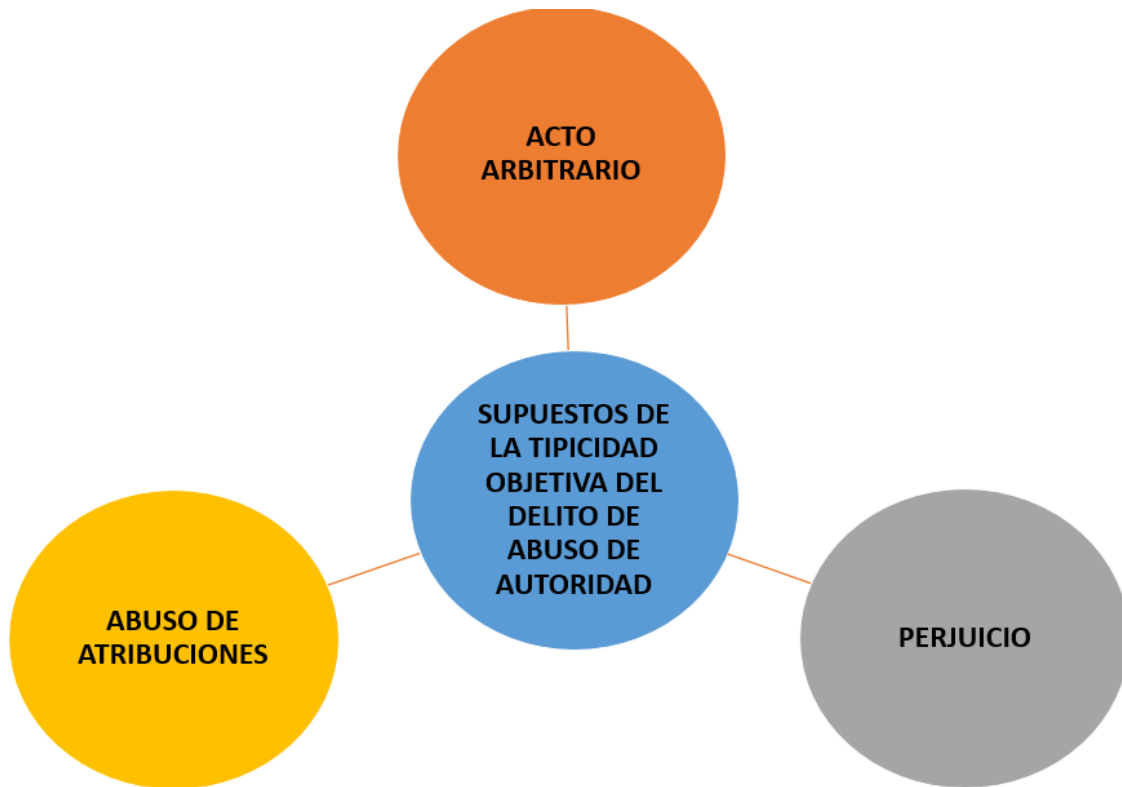 ACTO
ARBITRARIO
SUPUESTOS DE
LA TIPICIDAD
OBJETIVA DEL
DELITO DE
ABUSO DE
AUTORIDAD
ABUSO DE
ATRIBUCIONES
PERJUICIO